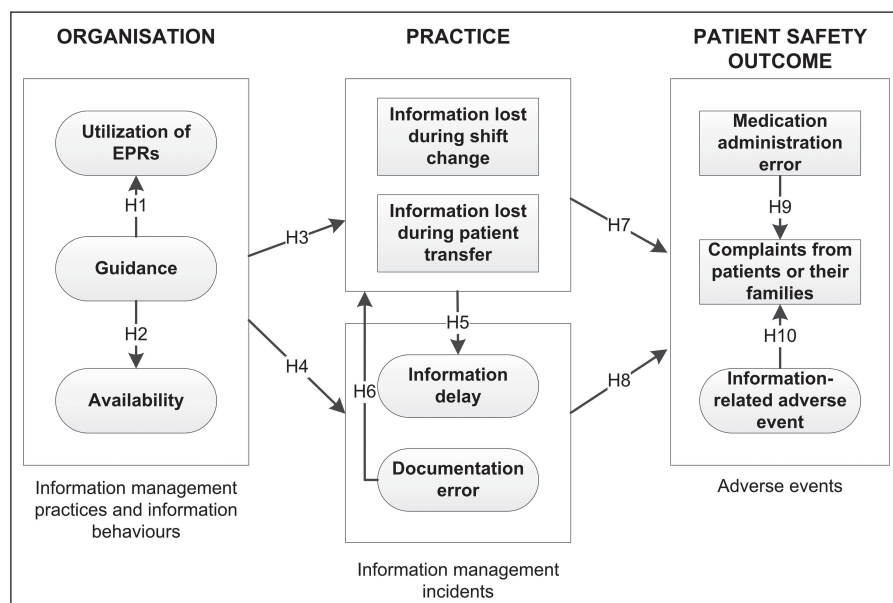 ORGANISATION
Utilization of
EPRs
H1
Guidance
H2
Availability
Information management
practices and information
behaviours
H3
H4
PRACTICE
Information lost
during shift
change
Information lost
during patient
transfer
H5
H6
Information
delay
Documentation
error
Information management
incidents
H7
H8
PATIENT SAFETY
OUTCOME
Medication
administration
error
H9
Complaints from
patients or their
families
H10
Information-
related adverse
event
Adverse events